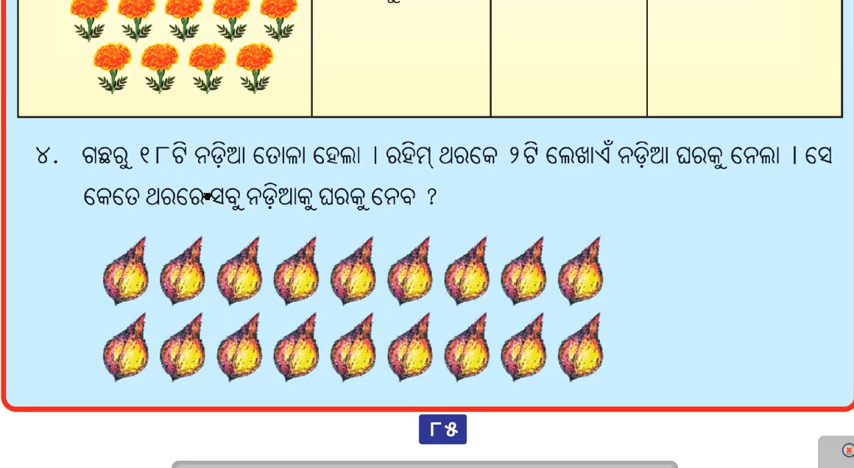 ୪. ଗଛରୁ ୧୮ଟି ନଡ଼ିଆ ତୋଳା ହେଲା । ରହିମ୍ ଥରକେ ୨ଟି ଲେଖାଏଁ ନଡ଼ିଆ ଘରକୁ ନେଲା । ସେ
କେତେ ଥରରେ ସବୁ ନଡ଼ିଆକୁ ଘରକୁ ନେବ ?
୮୫